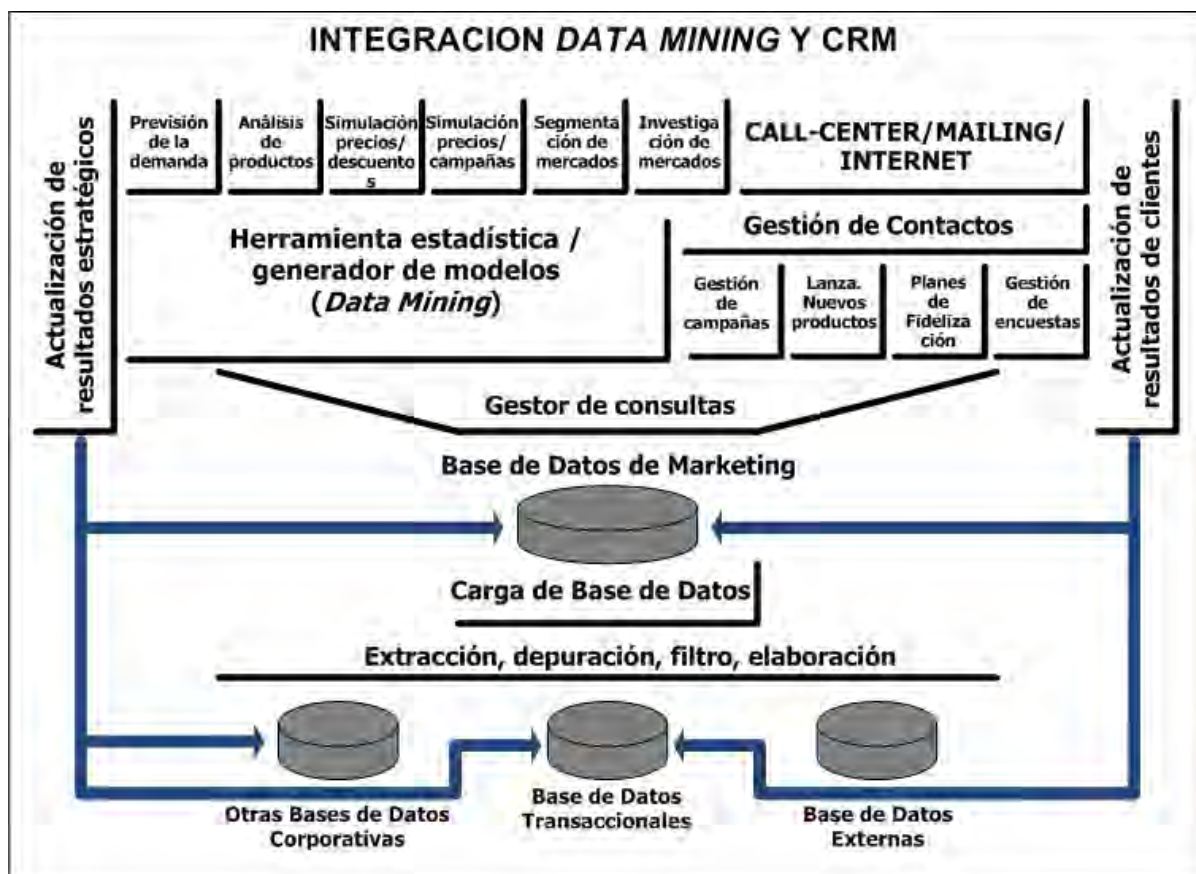 INTEGRACION DATA MINING Y CRM
Actualización de
resultados estratégicos
Previsión
de la
demanda
Análisis
de
productos
Simulación
precios/
descuento
s
Simulación
precios/
campañas
Segmenta
ción de
mercados
Investiga
ción de
mercados
CALL-CENTER/MAILING/
INTERNET
Actualización de
resultados de clientes
Herramienta estadística /
generador de modelos
(Data Mining)
Gestión de Contactos
Gestión
de
campañas
Lanza.
Nuevos
productos
Planes
de
Fideliza
ción
Gestión
de
encuestas
Gestor de consultas
Base de Datos de Marketing
Carga de Base de Datos
Extracción, depuración, filtro, elaboración
Otras Bases de Datos
Corporativas
Base de Datos
Transaccionales
Base de Datos
Externas